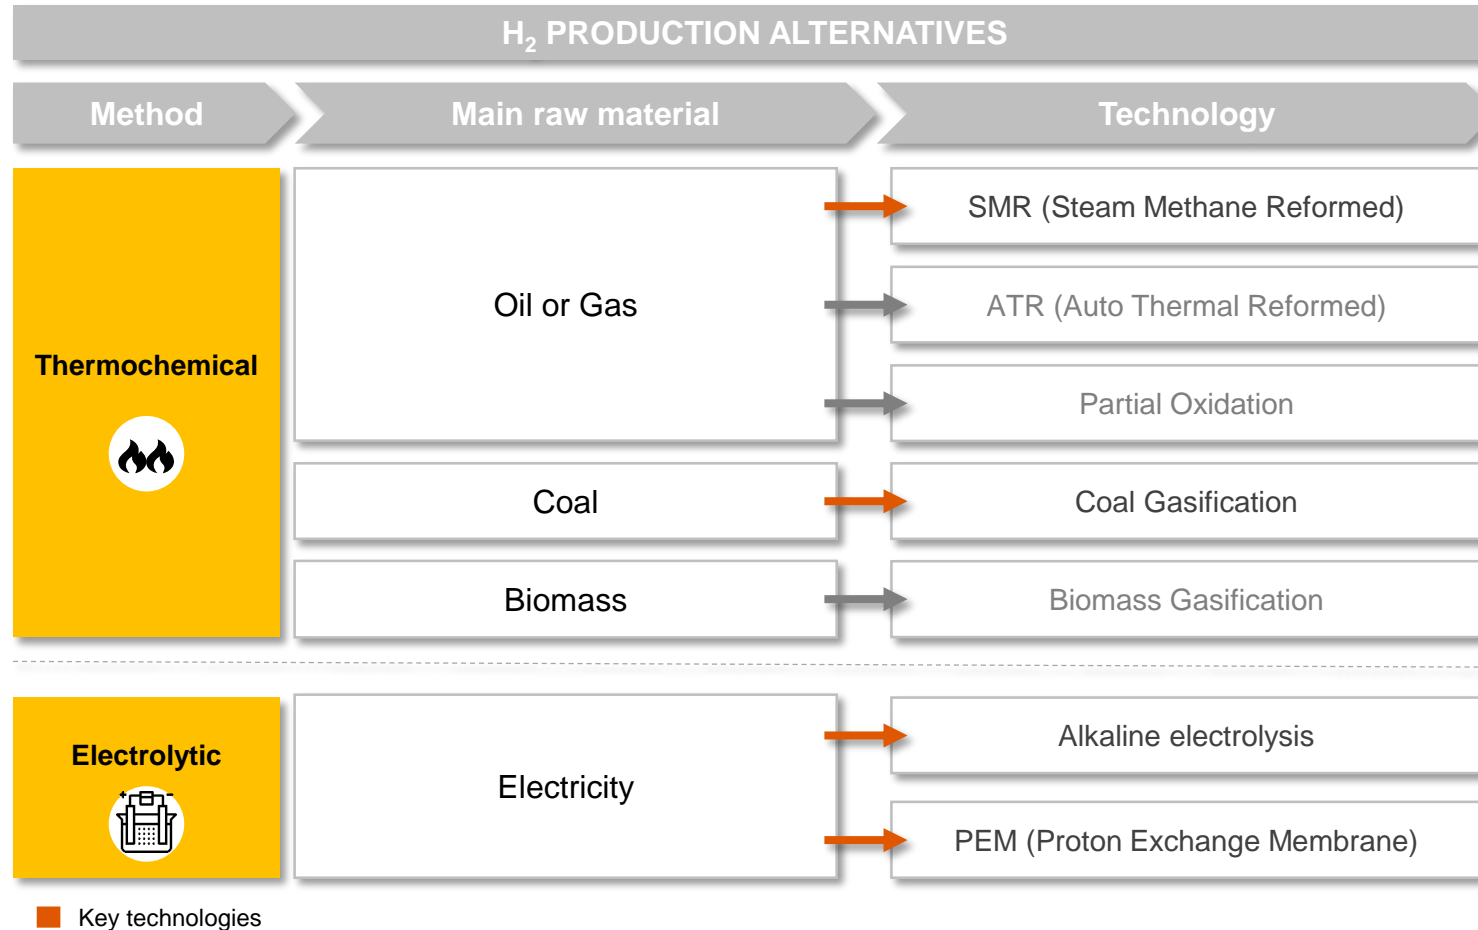 H₂ PRODUCTION ALTERNATIVES
Method
Main raw material
Technology
Thermochemical
Oil or Gas
SMR (Steam Methane Reformed)
ATR (Auto Thermal Reformed)
Partial Oxidation
Coal
Coal Gasification
Biomass
Biomass Gasification
Electrolytic
+ -
Electricity
Alkaline electrolysis
PEM (Proton Exchange Membrane)
Key technologies